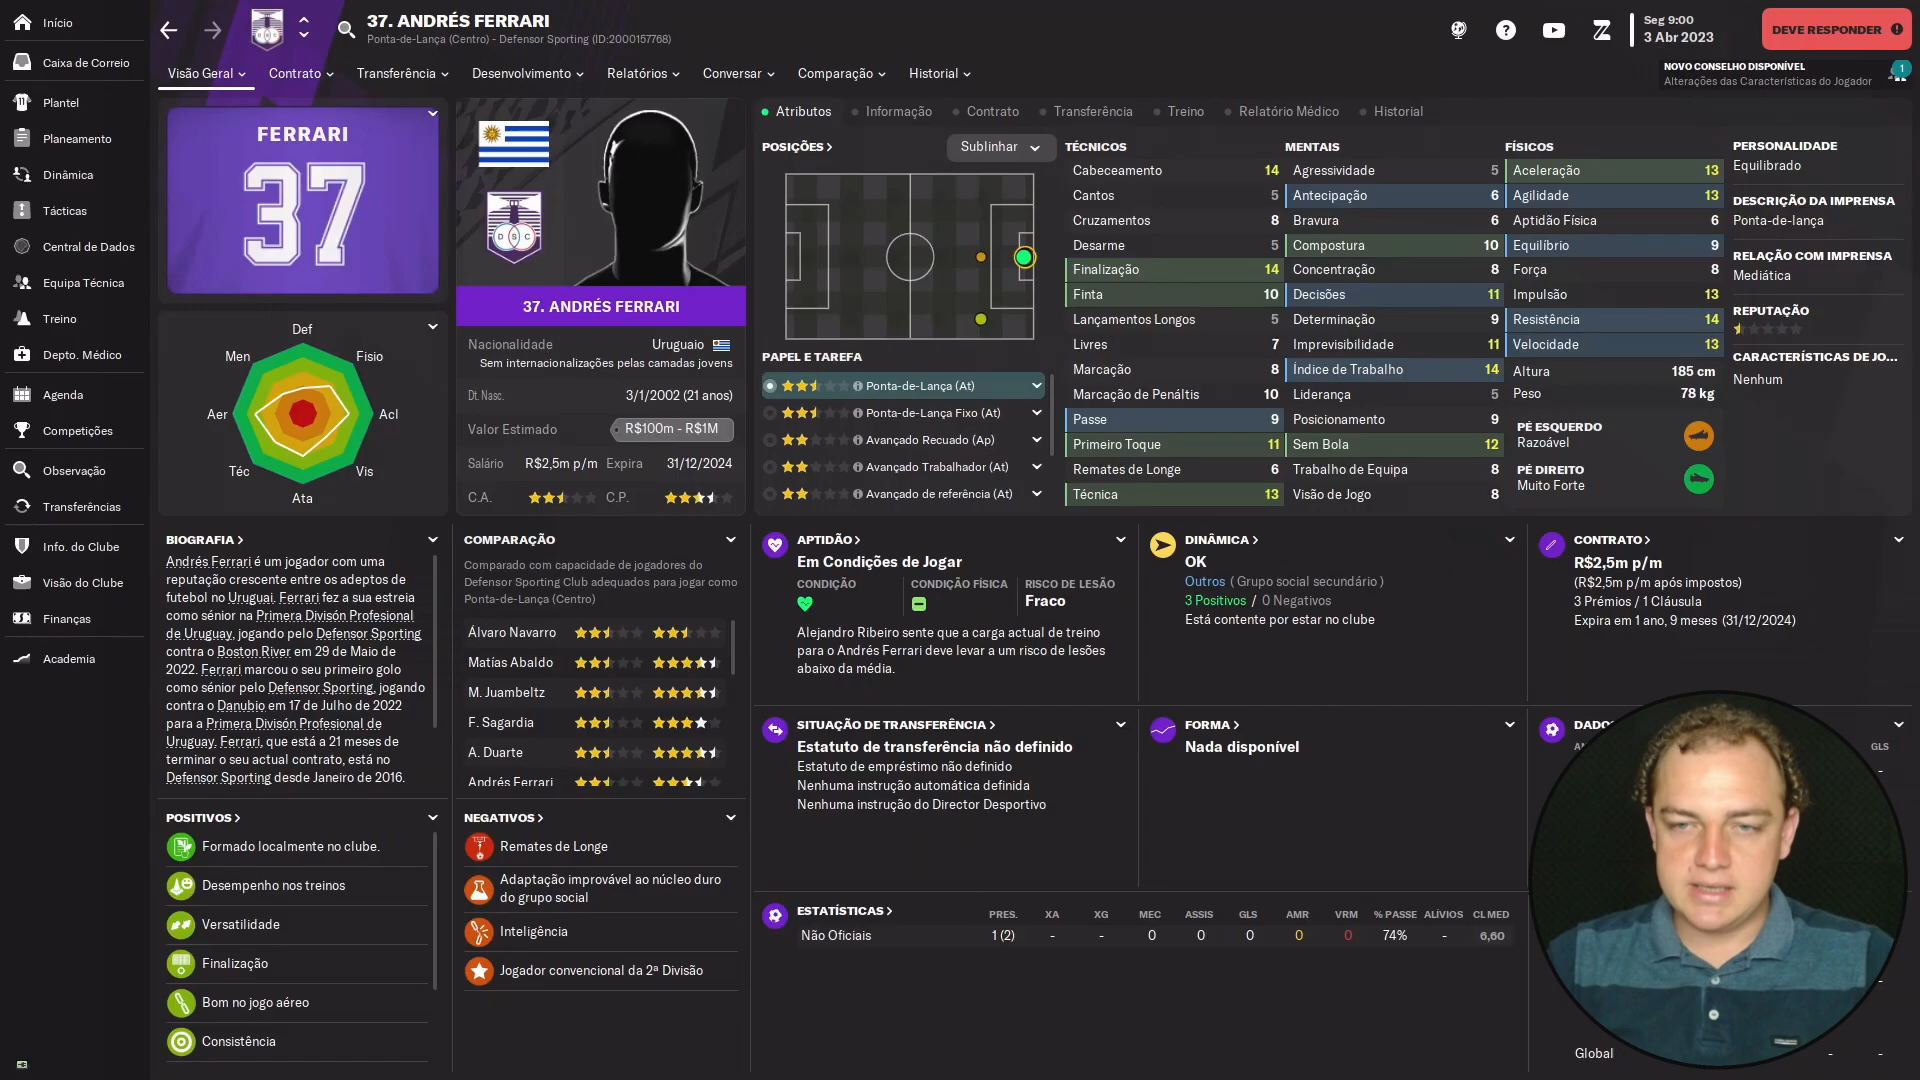 Início
Caixa de Correio
Plantel
Planeamento
Dinâmica
Tácticas
Central de Dados
Equipa Técnica
Treino
Depto. Médico
Agenda
Competições
Observação
Transferências
Info. do Clube
Visão do Clube
Finanças
Academia
37. ANDRÉS FERRARI
Ponta-de-Lança (Centro) - Defensor Sporting (ID:2000157768)
Seg 9:00
3 Abr 2023
DEVE RESPONDER
Visão Geral
Contrato
Transferência
Desenvolvimento
Relatórios
Conversar
Comparação
Historial
NOVO CONSELHO DISPONÍVEL
Alterações das Características do Jogador
1
FERRARI
37
Def
Fisio
Acl
Vis
Ata
Téc
Aer
Men
37. ANDRÉS FERRARI
Nacionalidade Uruguaio
Sem internacionalizações pelas camadas jovens
Dt. Nasc. 3/1/2002 (21 anos)
Valor Estimado R$100m - R$1M
Salário R$2,5m p/m Expira 31/12/2024
C.A. C.P.
Atributos Informação Contrato Transferência Treino Relatório Médico Historial
POSIÇÕES
Sublinhar
PAPEL E TAREFA
Ponta-de-Lança (At)
Ponta-de-Lança Fixo (At)
Avançado Recuado (Ap)
Avançado Trabalhador (At)
Avançado de referência (At)
TÉCNICOS
Cabeceamento 14
Cantos 5
Cruzamentos 8
Desarme 5
Finalização 14
Finta 10
Lançamentos Longos 5
Livres 7
Marcação 8
Marcação de Penáltis 10
Passe 9
Primeiro Toque 11
Remates de Longe 6
Técnica 13
MENTAIS
Agressividade 5
Antecipação 6
Bravura 6
Compostura 10
Concentração 8
Decisões 11
Determinação 9
Imprevisibilidade 11
Índice de Trabalho 14
Liderança 5
Posicionamento 9
Sem Bola 12
Trabalho de Equipa 8
Visão de Jogo 8
FÍSICOS
Aceleração 13
Agilidade 13
Aptidão Física 6
Equilíbrio 9
Força 8
Impulsão 13
Resistência 14
Velocidade 13
Altura 185 cm
Peso 78 kg
PÉ ESQUERDO
Razoável
PÉ DIREITO
Muito Forte
PERSONALIDADE
Equilibrado
DESCRIÇÃO DA IMPRENSA
Ponta-de-lança
RELAÇÃO COM IMPRENSA
Mediática
REPUTAÇÃO
CARACTERÍSTICAS DE JO...
Nenhum
BIOGRAFIA
Andrés Ferrari é um jogador com uma
reputação crescente entre os adeptos de
futebol no Uruguai. Ferrari fez a sua estreia
como sénior na Primera Divisón Profesional
de Uruguay, jogando pelo Defensor Sporting
contra o Boston River em 29 de Maio de
2022. Ferrari marcou o seu primeiro golo
como sénior pelo Defensor Sporting, jogando
contra o Danubio em 17 de Julho de 2022
para a Primera Divisón Profesional de
Uruguay. Ferrari, que está a 21 meses de
terminar o seu actual contrato, está no
Defensor Sporting desde Janeiro de 2016.
COMPARAÇÃO
Comparado com capacidade de jogadores do
Defensor Sporting Club adequados para jogar como
Ponta-de-Lança (Centro)
Álvaro Navarro
Matías Abaldo
M. Juambeltz
F. Sagardia
A. Duarte
Andrés Ferrari
APTIDÃO
Em Condições de Jogar
CONDIÇÃO
CONDIÇÃO FÍSICA
RISCO DE LESÃO
Fraco
Alejandro Ribeiro sente que a carga actual de treino
para o Andrés Ferrari deve levar a um risco de lesões
abaixo da média.
DINÂMICA
OK
Outros ( Grupo social secundário )
3 Positivos / 0 Negativos
Está contente por estar no clube
CONTRATO
R$2,5m p/m
(R$2,5m p/m após impostos)
3 Prémios / 1 Cláusula
Expira em 1 ano, 9 meses (31/12/2024)
SITUAÇÃO DE TRANSFERÊNCIA
Estatuto de transferência não definido
Estatuto de empréstimo não definido
Nenhuma instrução automática definida
Nenhuma instrução do Director Desportivo
FORMA
Nada disponível
GLS
-
-
Global - -
POSITIVOS
Formado localmente no clube.
Desempenho nos treinos
Versatilidade
Finalização
Bom no jogo aéreo
Consistência
NEGATIVOS
Remates de Longe
Adaptação improvável ao núcleo duro
do grupo social
Inteligência
Jogador convencional da 2ª Divisão
ESTATÍSTICAS PRES. XA XG MEC ASSIS GLS AMR VRM % PASSE ALÍVIOS CL MED
Não Oficiais 1 (2) - - 0 0 0 0 0 74% - 6,60